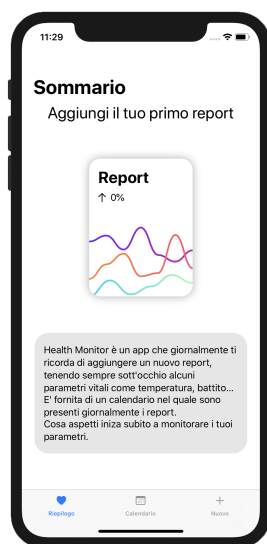 11:29
Sommario
Aggiungi il tuo primo report
Report
↑ 0%
Health Monitor è un app che giornalmente ti
ricorda di aggiungere un nuovo report,
tenendo sempre sott'occhio alcuni
parametri vitali come temperatura, battito...
E' fornita di un calendario nel quale sono
presenti giornalmente i report.
Cosa aspetti iniza subito a monitorare i tuoi
parametri.
Riepilogo Calendario Nuovo